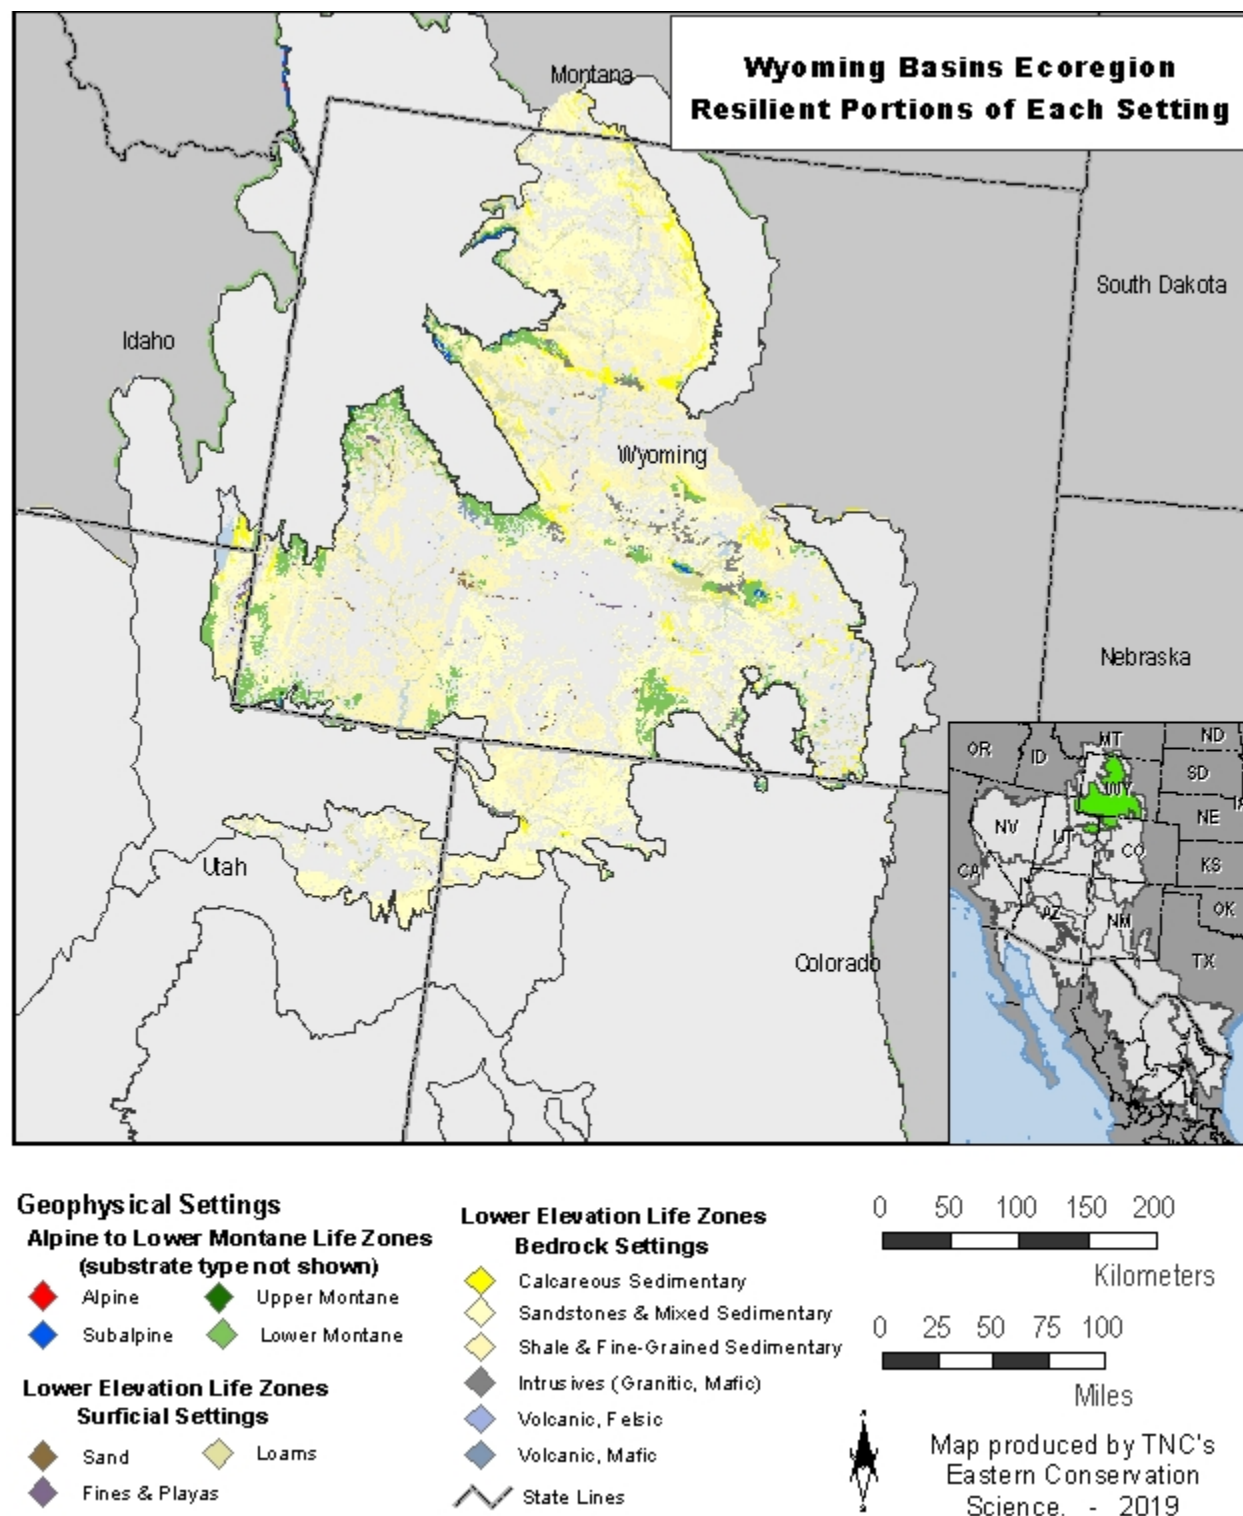 Wyoming Basins Ecoregion
Resilient Portions of Each Setting
Montana
South Dakota
Idaho
Wyoming
Nebraska
Utah
Colorado
OR
ID
MT
ND
SD
WY
IA
NV
UT
NE
CO
CA
KS
AZ
NM
OK
TX
Geophysical Settings
Alpine to Lower Montane Life Zones
(substrate type not shown)
Alpine
Upper Montane
Subalpine
Lower Montane
Lower Elevation Life Zones
Surficial Settings
Sand
Loams
Fines & Playas
Lower Elevation Life Zones
Bedrock Settings
Calcareous Sedimentary
Sandstones & Mixed Sedimentary
Shale & Fine-Grained Sedimentary
Intrusives (Granitic, Mafic)
Volcanic, Felsic
Volcanic, Mafic
State Lines
0 50 100 150 200
Kilometers
0 25 50 75 100
Miles
Map produced by TNC's
Eastern Conservation
Science. - 2019